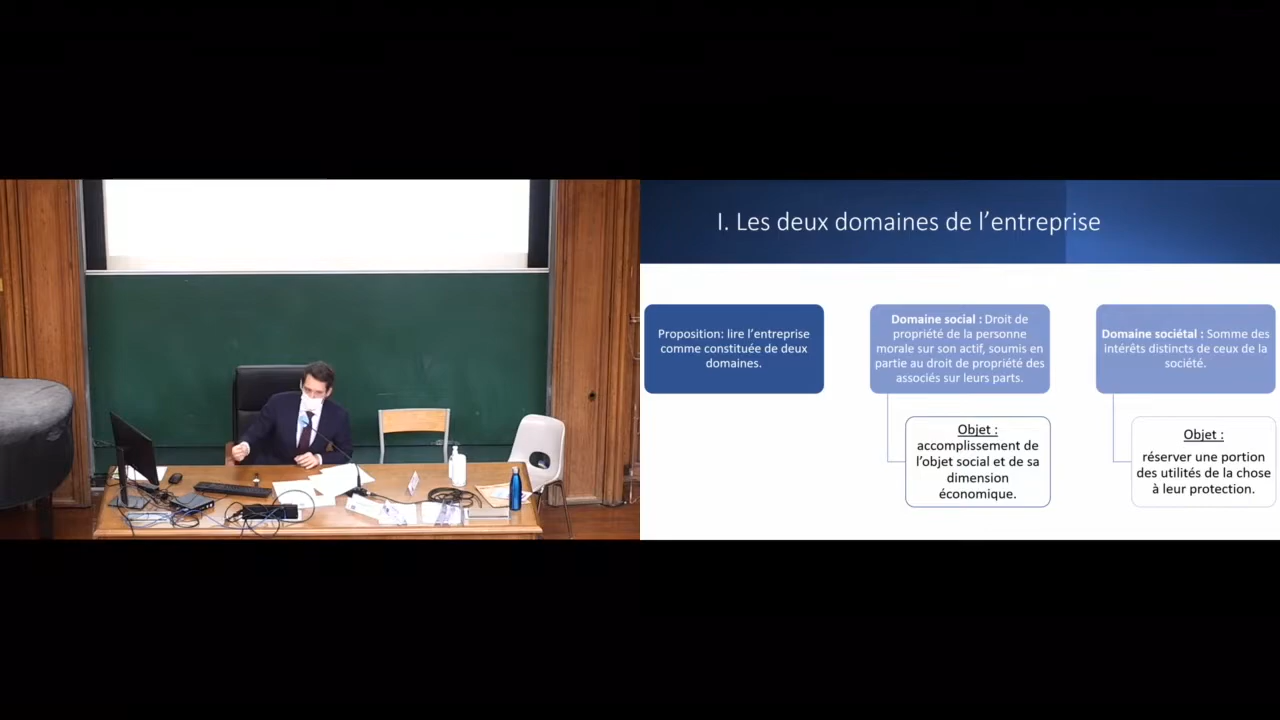 I. Les deux domaines de l’entreprise
Proposition: lire l’entreprise
comme constituée de deux
domaines.
Domaine social : Droit de
propriété de la personne
morale sur son actif, soumis en
partie au droit de propriété des
associés sur leurs parts.
Objet :
accomplissement de
l’objet social et de sa
dimension
économique.
Domaine sociétal : Somme des
intérêts distincts de ceux de la
société.
Objet :
réserver une portion
des utilités de la chose
à leur protection.